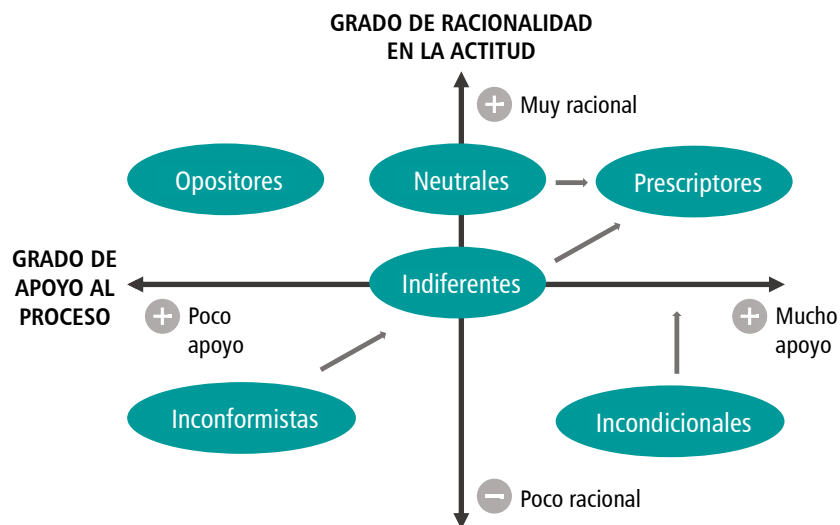 GRADO DE RACIONALIDAD
EN LA ACTITUD
+ Muy racional
Opositores
Neutrales
Prescriptores
GRADO DE
APOYO AL
PROCESO
Indiferentes
+ Poco
apoyo
+ Mucho
apoyo
Inconformistas
Incondicionales
− Poco racional